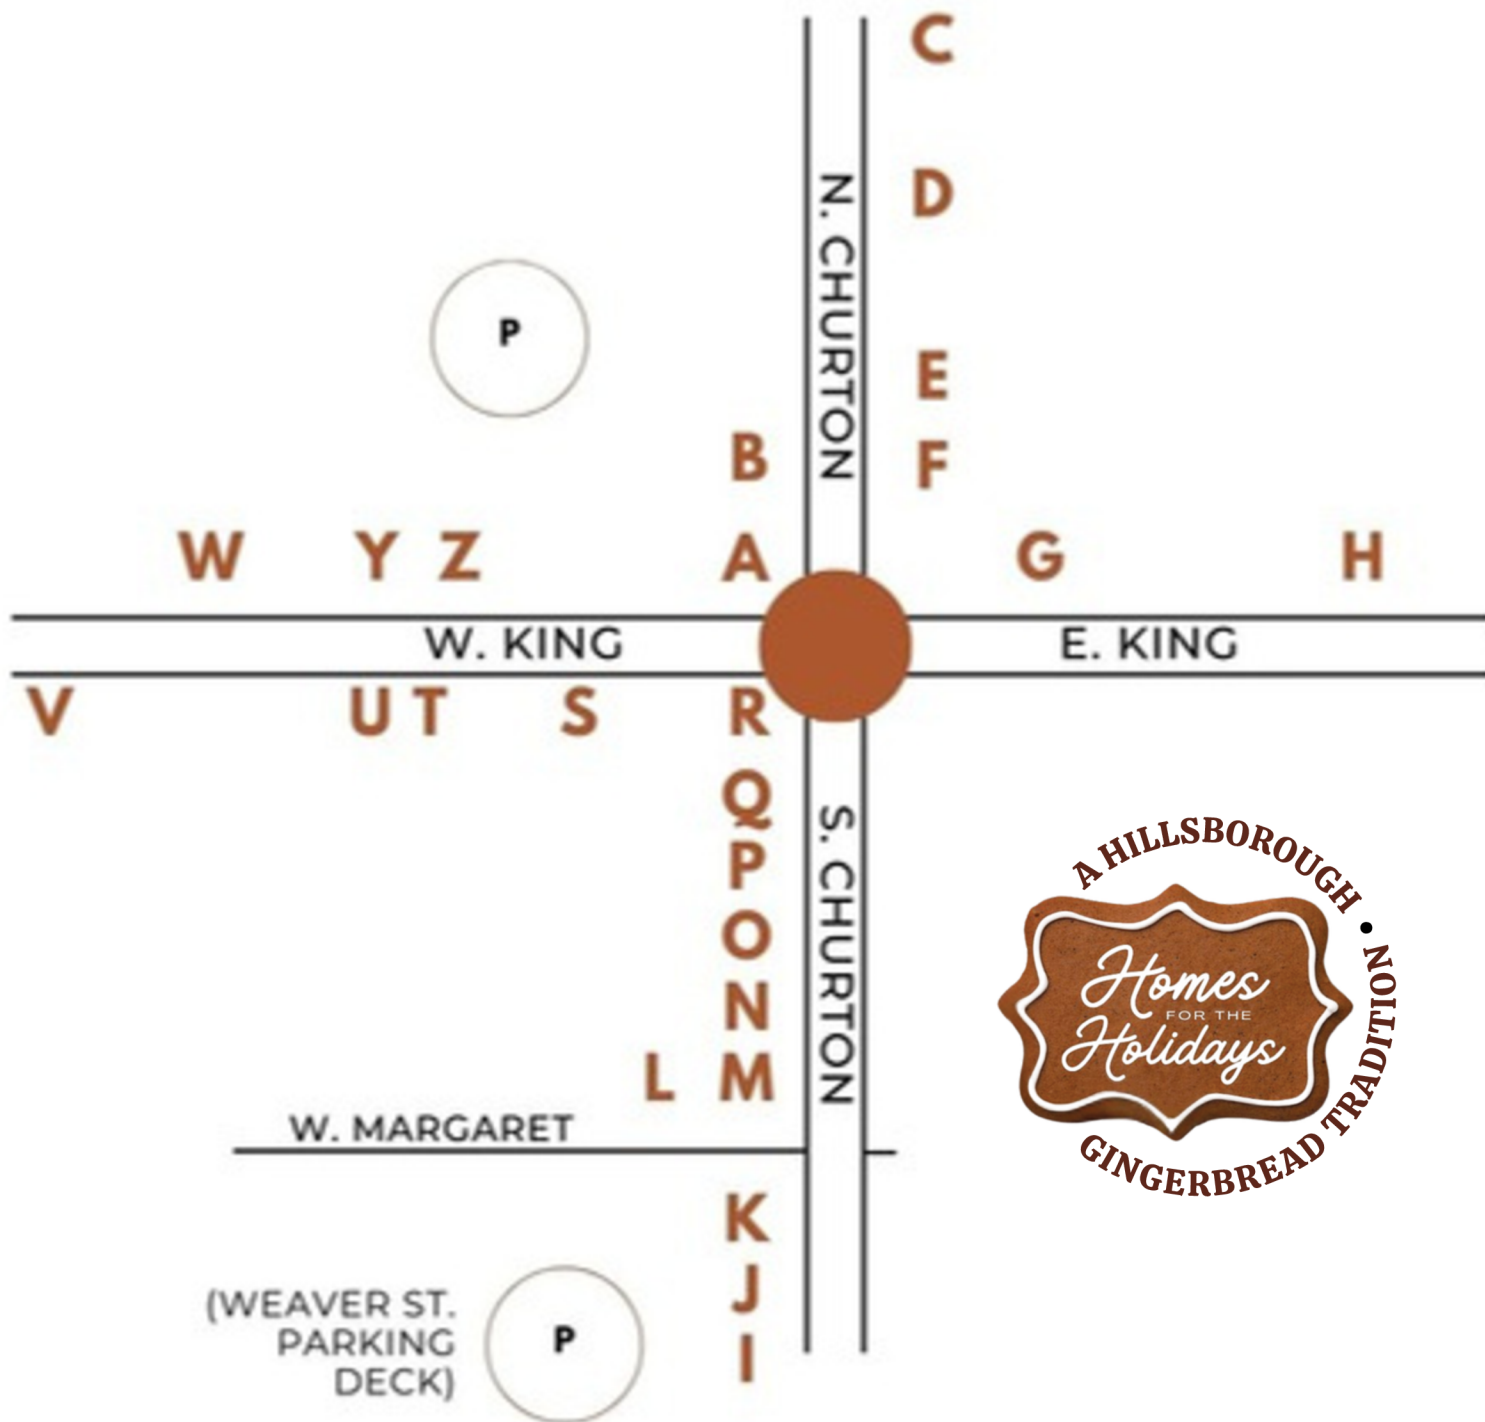 C
N. CHURTON
D
P
E
B
F
W Y Z
A
G
H
W. KING
E. KING
V
U T
S
R
Q
S. CHURTON
P
O
N
L M
A HILLSBOROUGH • GINGERBREAD TRADITION
Homes
FOR THE
Holidays
W. MARGARET
K
J
I
(WEAVER ST.
PARKING
DECK)
P